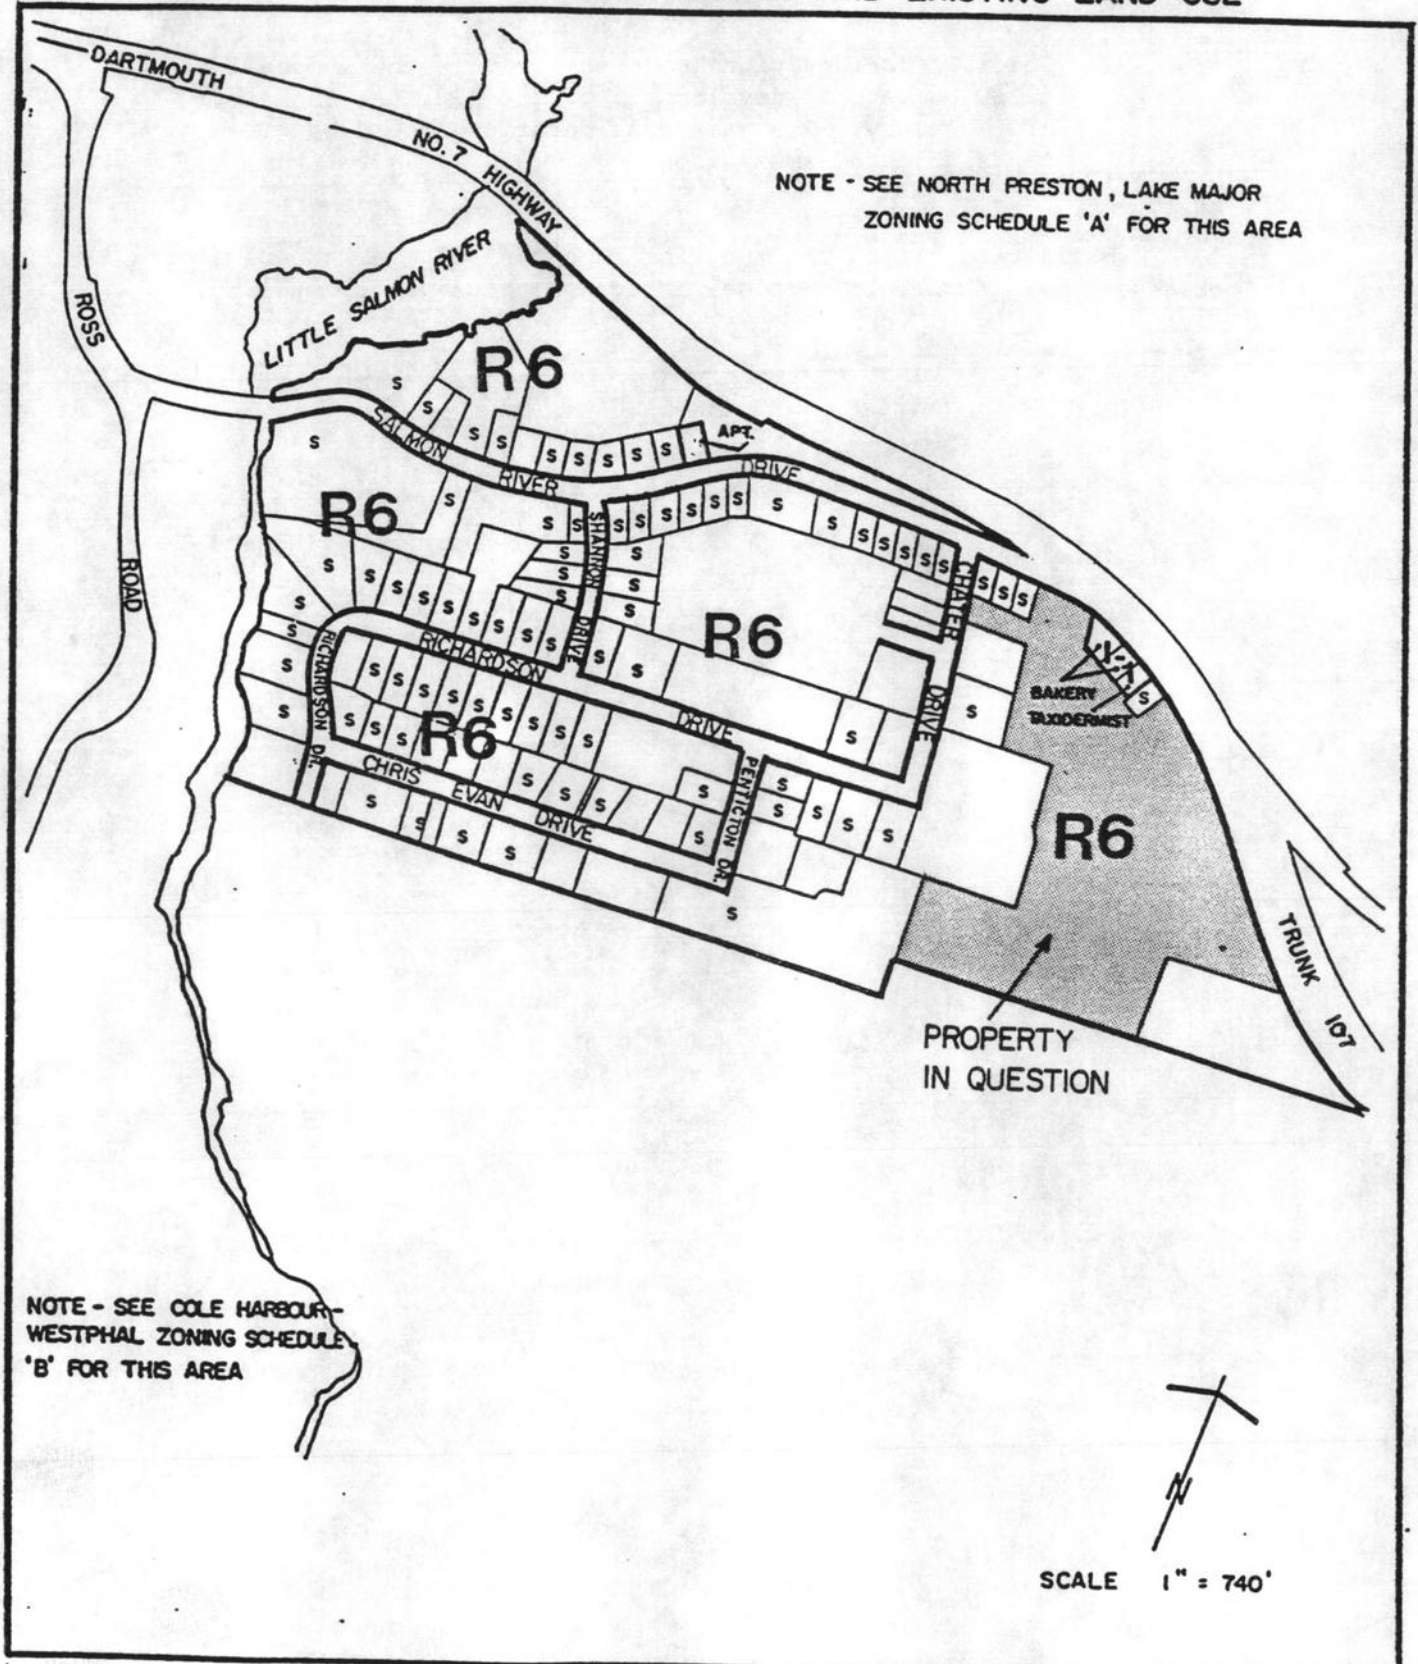 EXISTING LAND USE
DARTMOUTH
NO. 7 HIGHWAY
NOTE - SEE NORTH PRESTON, LAKE MAJOR
ZONING SCHEDULE 'A' FOR THIS AREA
LITTLE SALMON RIVER
ROSS
ROAD
R6
S
SALMON
RIVER
DRIVE
APT.
R6
SHANNON
DRIVE
R6
CHATER
DRIVE
BAKERY
TAXIDERMIST
RICHARDSON
DRIVE
RICHARDSON DR.
R6
CHRIS
EVAN
DRIVE
PENTICTON DR.
R6
TRUNK 107
PROPERTY
IN QUESTION
NOTE - SEE COLE HARBOUR-
WESTPHAL ZONING SCHEDULE
'B' FOR THIS AREA
N
SCALE 1" = 740'